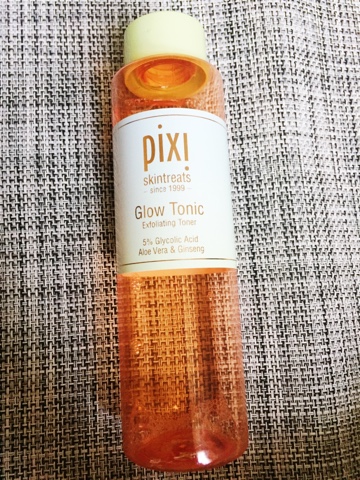 pixi
skintreats
- since 1999 -
Glow Tonic
Exfoliating Toner
5% Glycolic Acid
Aloe Vera & Ginseng